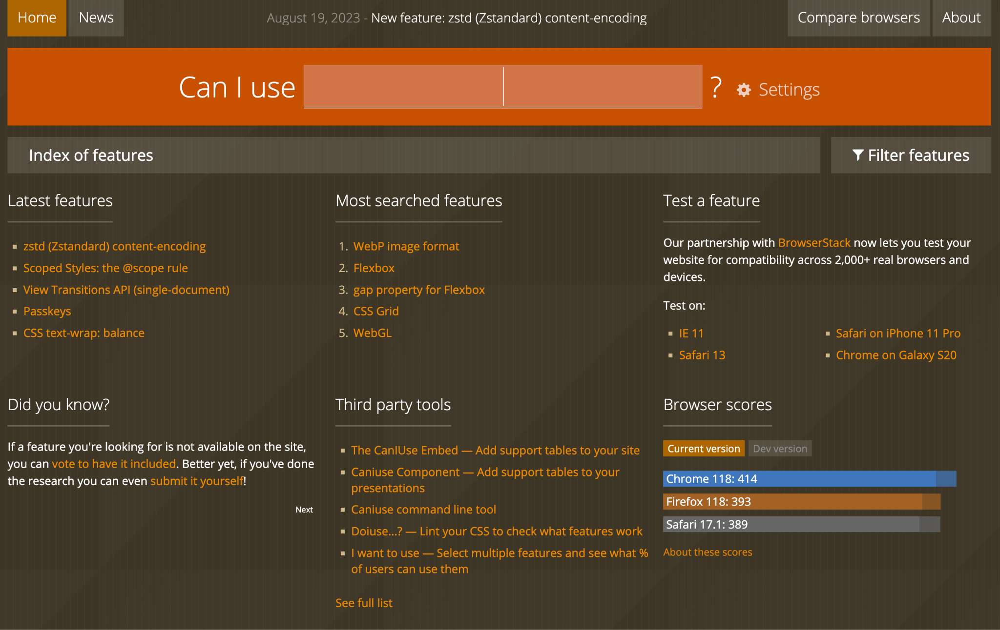 Home
News
August 19, 2023 - New feature: zstd (Zstandard) content-encoding
Compare browsers
About
Can I use
?
Settings
Index of features
Filter features
Latest features
zstd (Zstandard) content-encoding
Scoped Styles: the @scope rule
View Transitions API (single-document)
Passkeys
CSS text-wrap: balance
Most searched features
1. WebP image format
2. Flexbox
3. gap property for Flexbox
4. CSS Grid
5. WebGL
Test a feature
Our partnership with BrowserStack now lets you test your
website for compatibility across 2,000+ real browsers and
devices.
Test on:
IE 11
Safari 13
Safari on iPhone 11 Pro
Chrome on Galaxy S20
Did you know?
If a feature you're looking for is not available on the site,
you can vote to have it included. Better yet, if you've done
the research you can even submit it yourself!
Next
Third party tools
The CanIUse Embed — Add support tables to your site
Caniuse Component — Add support tables to your
presentations
Caniuse command line tool
Doiuse...? — Lint your CSS to check what features work
I want to use — Select multiple features and see what %
of users can use them
See full list
Browser scores
Current version
Dev version
Chrome 118: 414
Firefox 118: 393
Safari 17.1: 389
About these scores